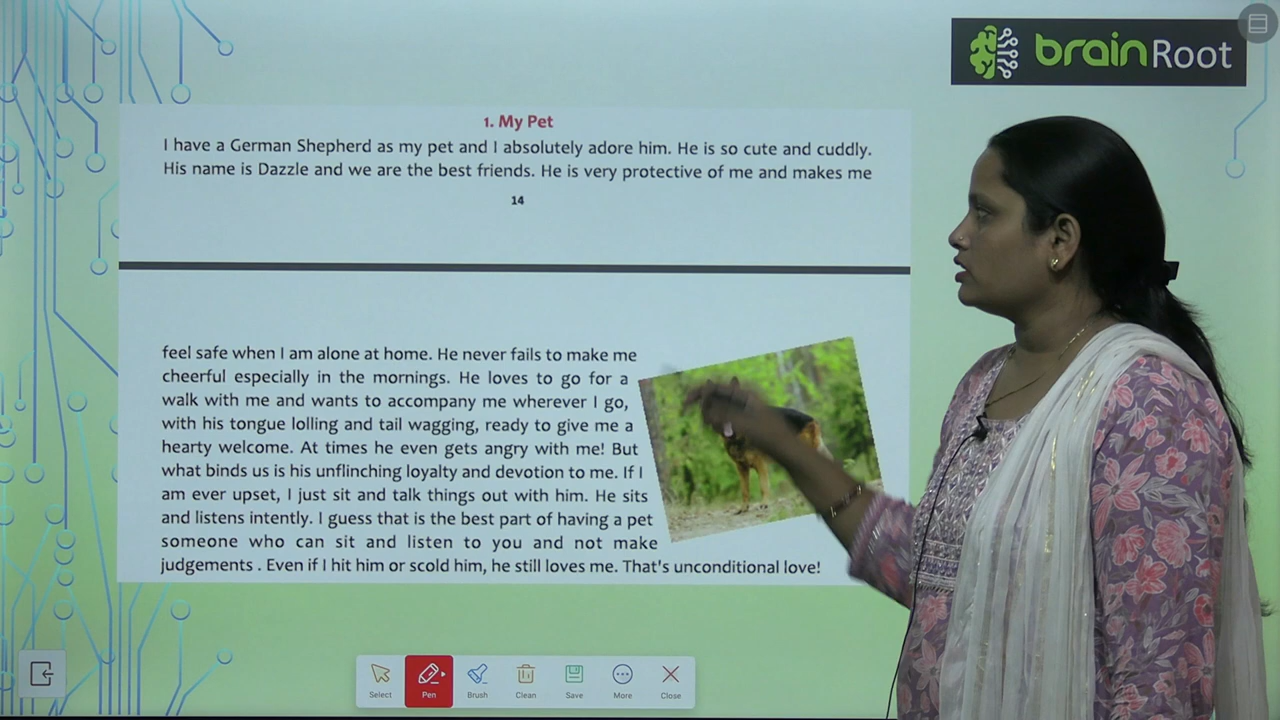 brainRoot
1. My Pet
I have a German Shepherd as my pet and I absolutely adore him. He is so cute and cuddly.
His name is Dazzle and we are the best friends. He is very protective of me and makes me
14
feel safe when I am alone at home. He never fails to make me
cheerful especially in the mornings. He loves to go for a
walk with me and wants to accompany me wherever I go,
with his tongue lolling and tail wagging, ready to give me a
hearty welcome. At times he even gets angry with me! But
what binds us is his unflinching loyalty and devotion to me. If I
am ever upset, I just sit and talk things out with him. He sits
and listens intently. I guess that is the best part of having a pet
someone who can sit and listen to you and not make
judgements . Even if I hit him or scold him, he still loves me. That's unconditional love!
Select Pen Brush Clean Save More Close